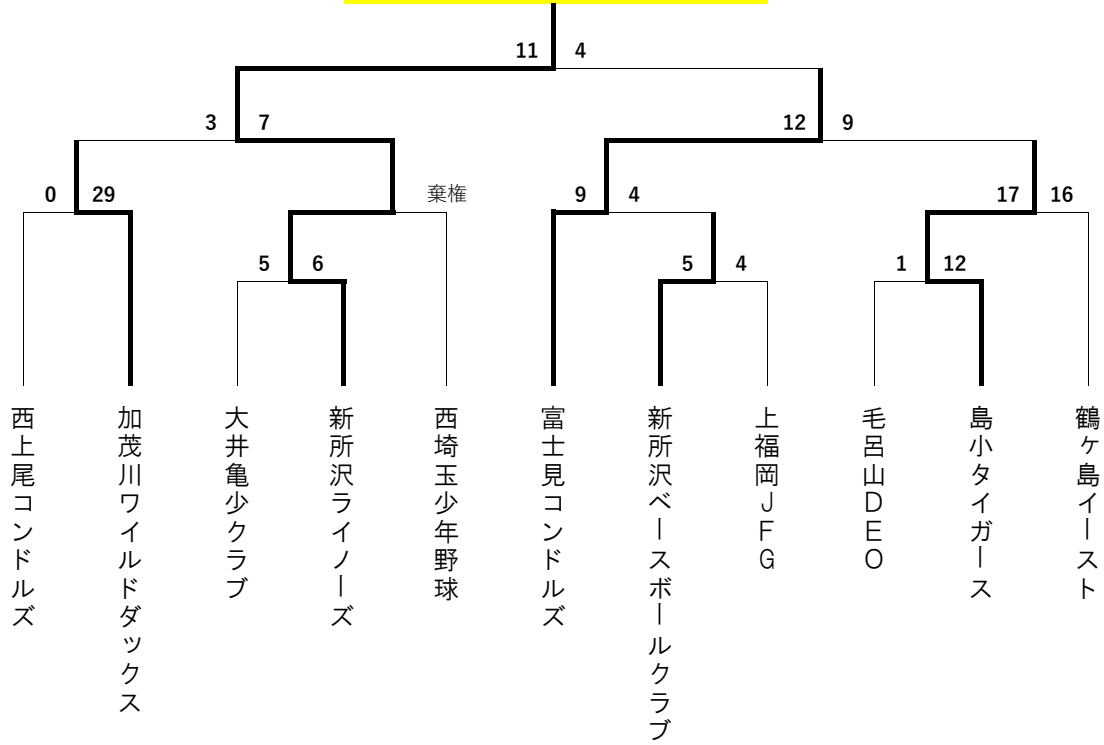 11 4
3 7 12 9
0 29 棄権 9 4 17 16
5 6 5 4 1 12
西上尾コンドルズ
加茂川ワイルドダックス
大井亀少クラブ
新所沢ライノーズ
西埼玉少年野球
富士見コンドルズ
新所沢ベースボールクラブ
上福岡JFG
毛呂山DEO
島小タイガース
鶴ヶ島イースト